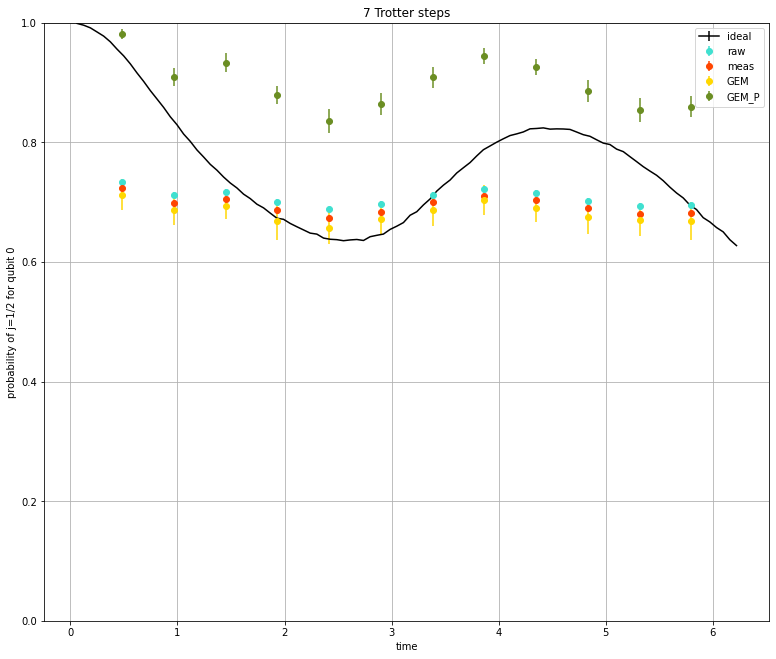 7 Trotter steps
ideal
raw
meas
GEM
GEM_P
probability of j=1/2 for qubit 0
1.0
0.8
0.6
0.4
0.2
0.0
0 1 2 3 4 5 6
time